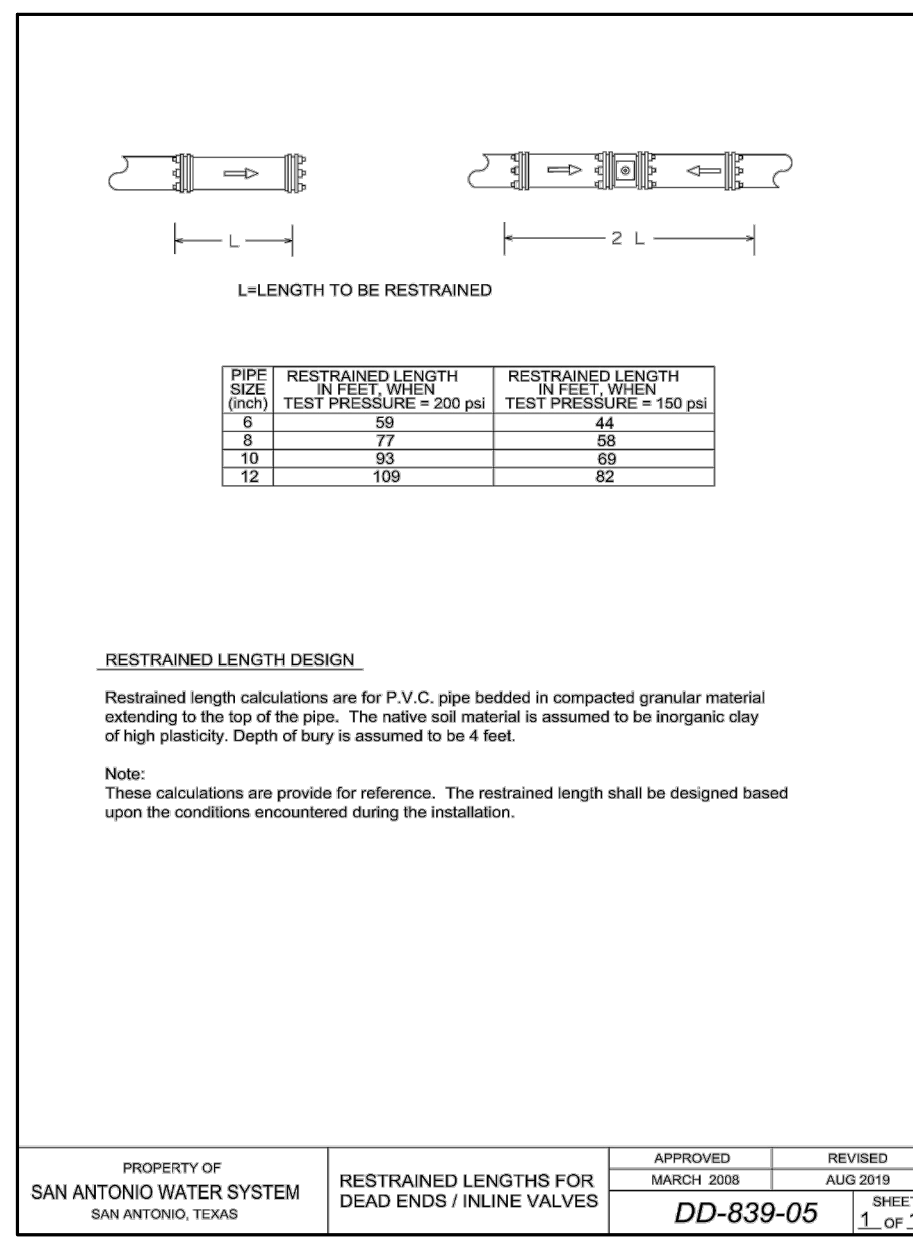 L
2 L
L=LENGTH TO BE RESTRAINED
PIPE SIZE (inch) RESTRAINED LENGTH IN FEET, WHEN TEST PRESSURE = 200 psi RESTRAINED LENGTH IN FEET, WHEN TEST PRESSURE = 150 psi
6 59 44
8 77 58
10 93 69
12 109 82
RESTRAINED LENGTH DESIGN
Restrained length calculations are for P.V.C. pipe bedded in compacted granular material
extending to the top of the pipe. The native soil material is assumed to be inorganic clay
of high plasticity. Depth of bury is assumed to be 4 feet.
Note:
These calculations are provide for reference. The restrained length shall be designed based
upon the conditions encountered during the installation.
PROPERTY OF
SAN ANTONIO WATER SYSTEM
SAN ANTONIO, TEXAS
RESTRAINED LENGTHS FOR
DEAD ENDS / INLINE VALVES
APPROVED
MARCH 2008
REVISED
AUG 2019
DD-839-05
SHEET
1 OF 1